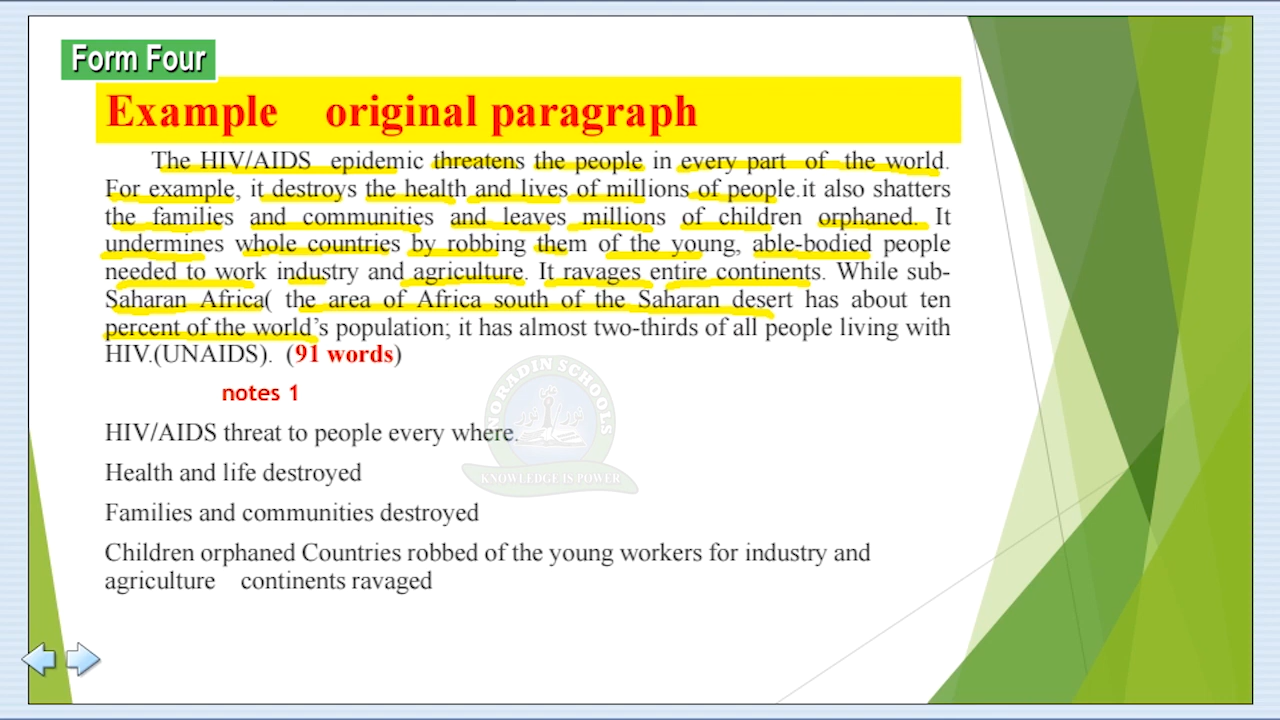 S
Form Four
Example original paragraph
The HIV/AIDS epidemic threatens the people in every part of the world.
For example, it destroys the health and lives of millions of people.it also shatters
the families and communities and leaves millions of children orphaned. It
undermines whole countries by robbing them of the young, able-bodied people
needed to work industry and agriculture. It ravages entire continents. While sub-
Saharan Africa( the area of Africa south of the Saharan desert has about ten
percent of the world's population; it has almost two-thirds of all people living with
HIV.(UNAIDS). (91 words)
NORADIN SCHOOLS
notes 1
HIV/AIDS threat to people every where.
Health and life destroyed
KNOWLEDGE IS POWER
Families and communities destroyed
Children orphaned Countries robbed of the young workers for industry and
agriculture continents ravaged